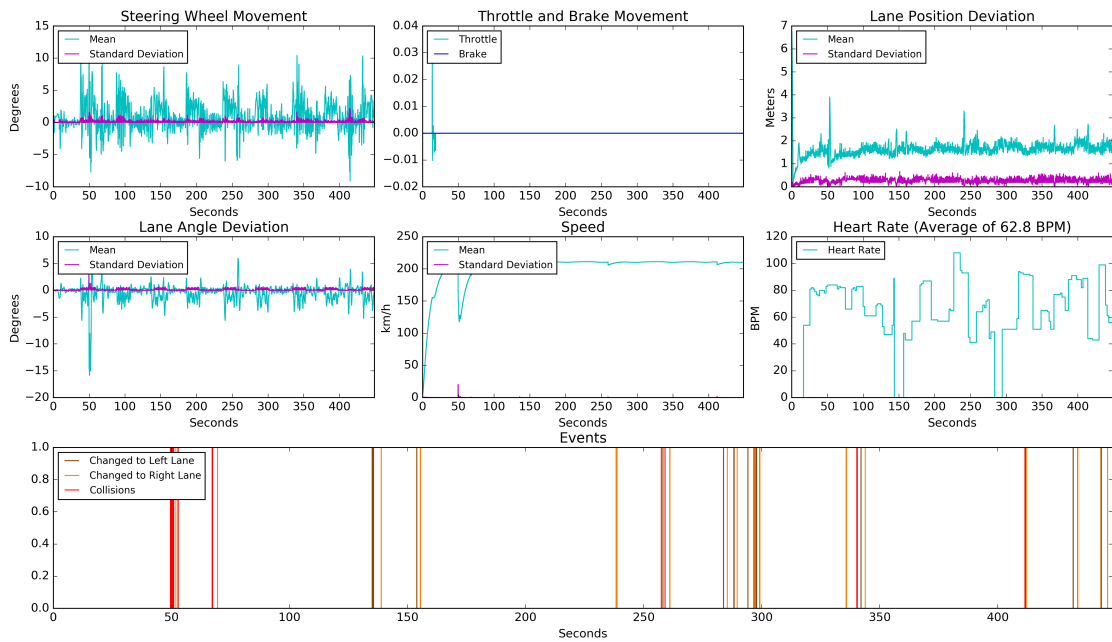 Steering Wheel Movement
15
10
5
0
−5
−10
Degrees
Mean
Standard Deviation
0 50 100 150 200 250 300 350 400
Seconds
Throttle and Brake Movement
0.04
0.03
0.02
0.01
0.00
−0.01
−0.02
Throttle
Brake
0 50 100 150 200 250 300 350 400
Seconds
Lane Position Deviation
7
6
5
4
3
2
1
0
Meters
Mean
Standard Deviation
0 50 100 150 200 250 300 350 400
Seconds
Lane Angle Deviation
10
5
0
−5
−10
−15
−20
Degrees
Mean
Standard Deviation
0 50 100 150 200 250 300 350 400
Seconds
Speed
250
200
150
100
50
0
km/h
Mean
Standard Deviation
0 50 100 150 200 250 300 350 400
Seconds
Heart Rate (Average of 62.8 BPM)
120
100
80
60
40
20
0
BPM
Heart Rate
0 50 100 150 200 250 300 350 400
Seconds
Events
1.0
0.8
0.6
0.4
0.2
0.0
Changed to Left Lane
Changed to Right Lane
Collisions
0 50 100 150 200 250 300 350 400
Seconds